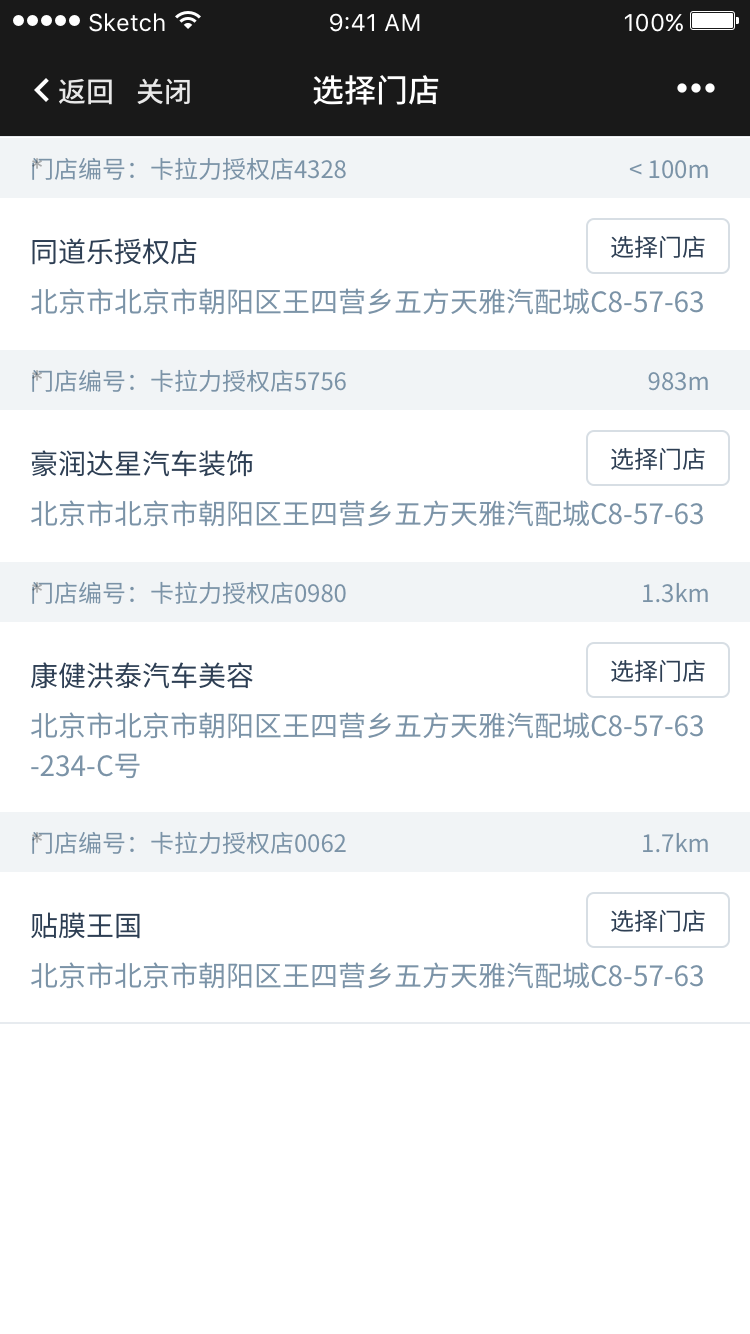 Sketch 9:41 AM 100%
返回 关闭 选择门店
门店编号：卡拉力授权店4328 < 100m
同道乐授权店 选择门店
北京市北京市朝阳区王四营乡五方天雅汽配城C8-57-63
门店编号：卡拉力授权店5756 983m
豪润达星汽车装饰 选择门店
北京市北京市朝阳区王四营乡五方天雅汽配城C8-57-63
门店编号：卡拉力授权店0980 1.3km
康健洪泰汽车美容 选择门店
北京市北京市朝阳区王四营乡五方天雅汽配城C8-57-63
-234-C号
门店编号：卡拉力授权店0062 1.7km
贴膜王国 选择门店
北京市北京市朝阳区王四营乡五方天雅汽配城C8-57-63